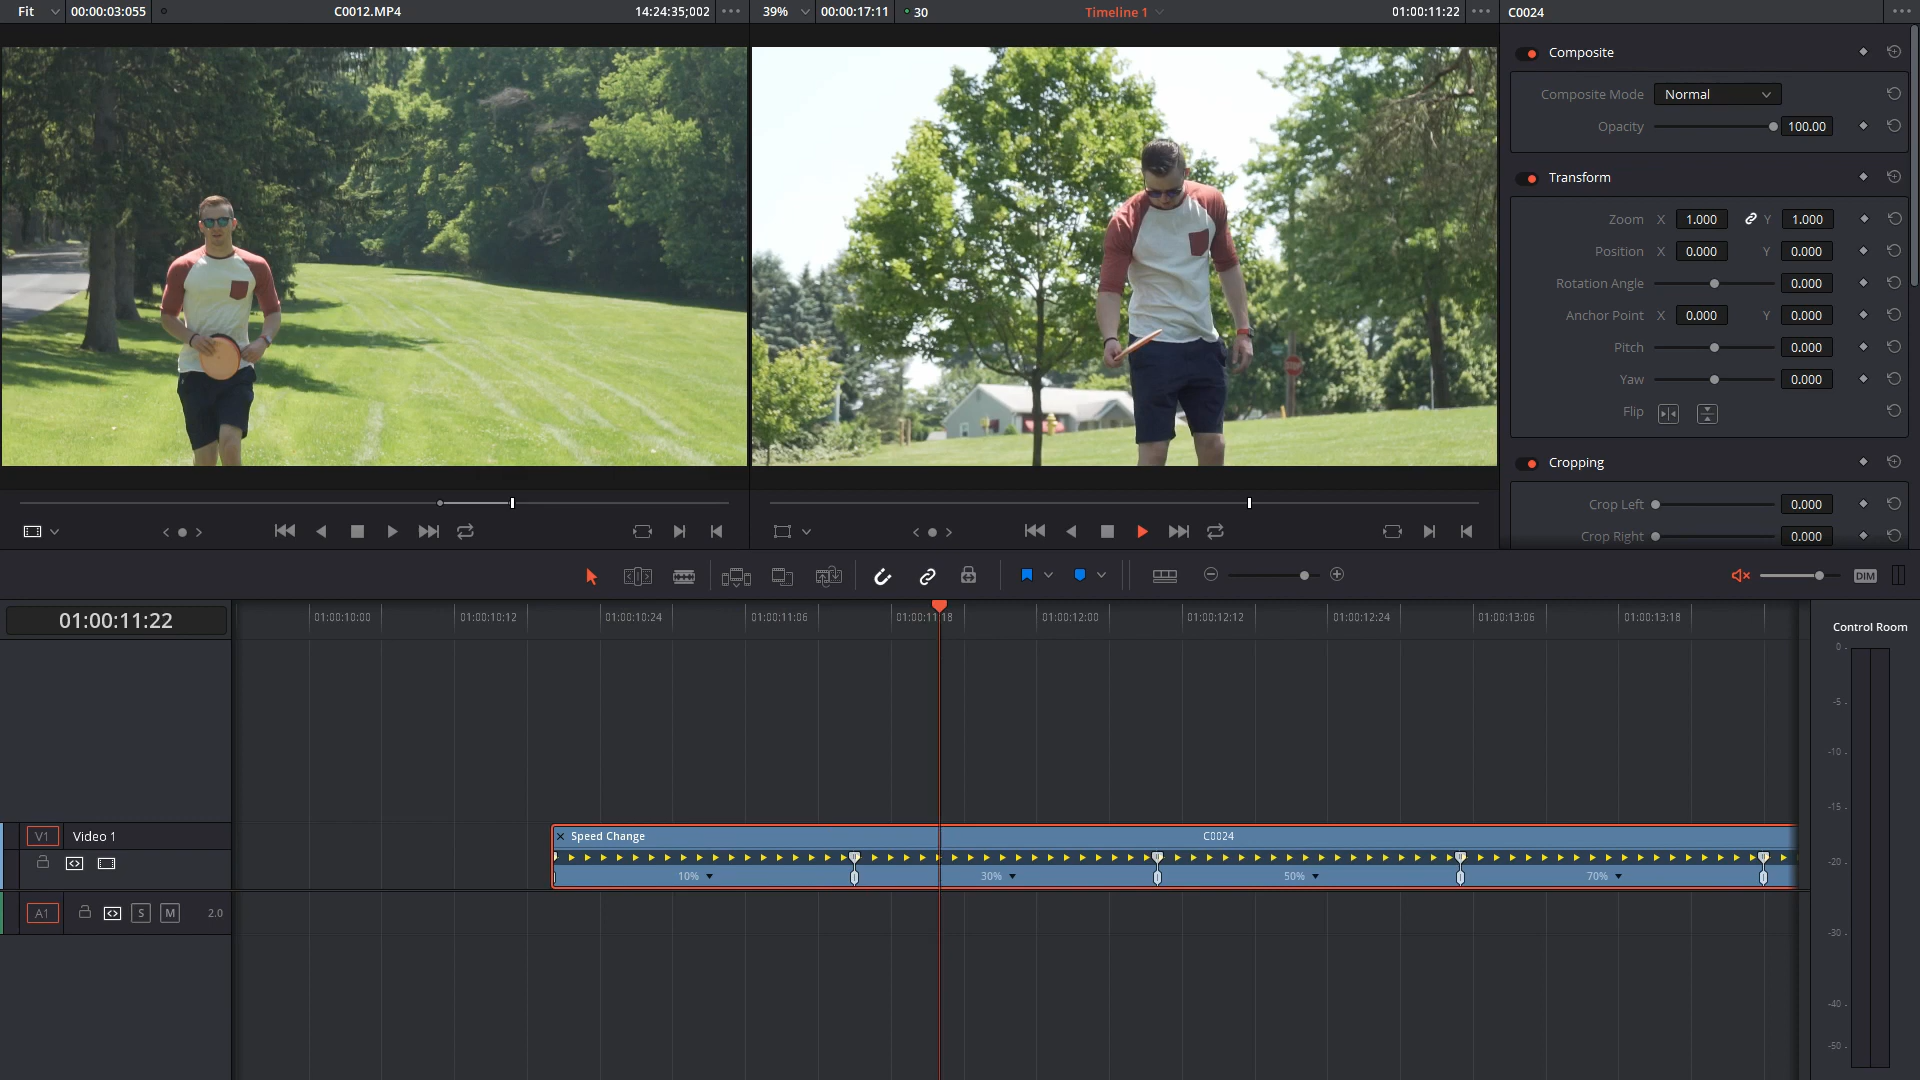 Fit 00:00:03:055 C0012.MP4 14:24:35;002
39% 00:00:17:11 30 Timeline 1 01:00:11:22
C0024
Composite
Composite Mode Normal
Opacity 100.00
Transform
Zoom X 1.000 Y 1.000
Position X 0.000 Y 0.000
Rotation Angle 0.000
Anchor Point X 0.000 Y 0.000
Pitch 0.000
Yaw 0.000
Flip
Cropping
Crop Left 0.000
Crop Right 0.000
DIM
01:00:11:22
01:00:10:00 01:00:10:12 01:00:10:24 01:00:11:06 01:00:11:18 01:00:12:00 01:00:12:12 01:00:12:24 01:00:13:06 01:00:13:18
Control Room
0
-5
-10
-15
-20
-30
-40
-50
V1 Video 1
Speed Change C0024
10% 30% 50% 70%
A1 S M 2.0